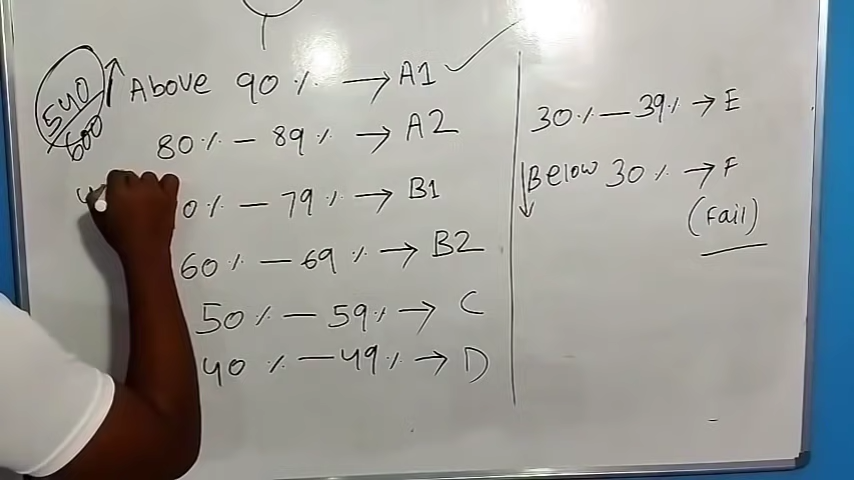 540/600 ↑ Above 90% → A1 ✓
80% — 89% → A2
0% — 79% → B1
60% — 69% → B2
50% — 59% → C
40% — 49% → D
30% — 39% → E
↓ Below 30% → F
(Fail)